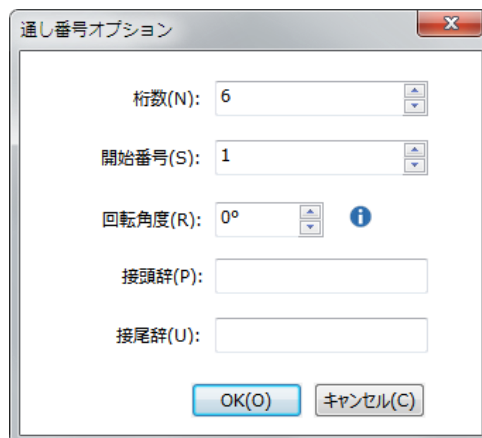 通し番号オプション
桁数(N): 6
開始番号(S): 1
回転角度(R): 0º
接頭辞(P):
接尾辞(U):
OK(O) キャンセル(C)